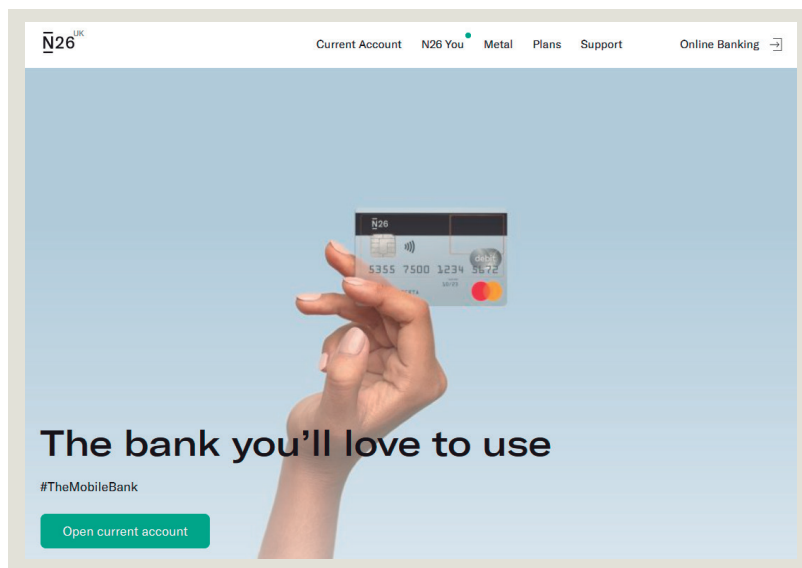 N26 UK
Current Account N26 You Metal Plans Support Online Banking
N26
debit
5355 7500 1234 5672
The bank you'll love to use
#TheMobileBank
Open current account